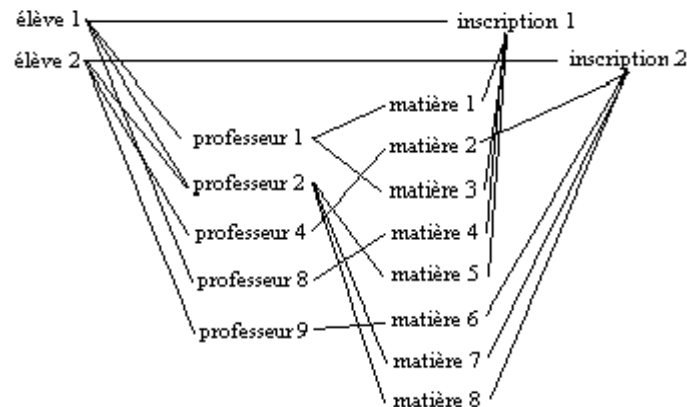 élève 1
inscription 1
élève 2
inscription 2
matière 1
professeur 1
matière 2
professeur 2
matière 3
professeur 4
matière 4
professeur 8
matière 5
professeur 9
matière 6
matière 7
matière 8